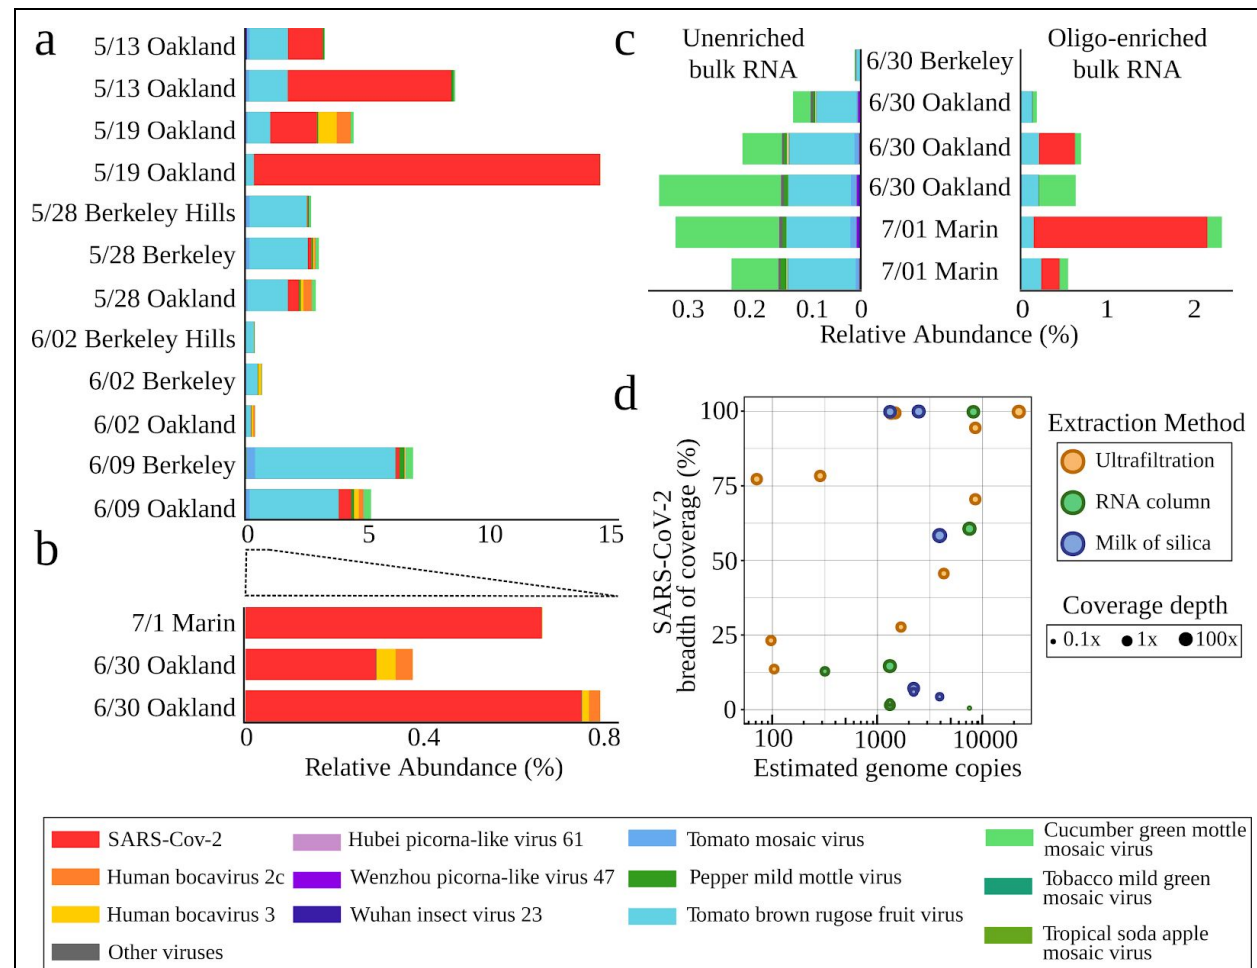 a
5/13 Oakland
5/13 Oakland
5/19 Oakland
5/19 Oakland
5/28 Berkeley Hills
5/28 Berkeley
5/28 Oakland
6/02 Berkeley Hills
6/02 Berkeley
6/02 Oakland
6/09 Berkeley
6/09 Oakland
0 5 10 15
b
7/1 Marin
6/30 Oakland
6/30 Oakland
0 0.4 0.8
Relative Abundance (%)
c
Unenriched
bulk RNA
Oligo-enriched
bulk RNA
6/30 Berkeley
6/30 Oakland
6/30 Oakland
6/30 Oakland
7/01 Marin
7/01 Marin
0.3 0.2 0.1 0 0 1 2
Relative Abundance (%)
d
SARS-CoV-2
breadth of coverage (%)
100
75
50
25
0
100 1000 10000
Estimated genome copies
Extraction Method
Ultrafiltration
RNA column
Milk of silica
Coverage depth
0.1x 1x 100x
SARS-Cov-2
Human bocavirus 2c
Human bocavirus 3
Other viruses
Hubei picorna-like virus 61
Wenzhou picorna-like virus 47
Wuhan insect virus 23
Tomato mosaic virus
Pepper mild mottle virus
Tomato brown rugose fruit virus
Cucumber green mottle
mosaic virus
Tobacco mild green
mosaic virus
Tropical soda apple
mosaic virus